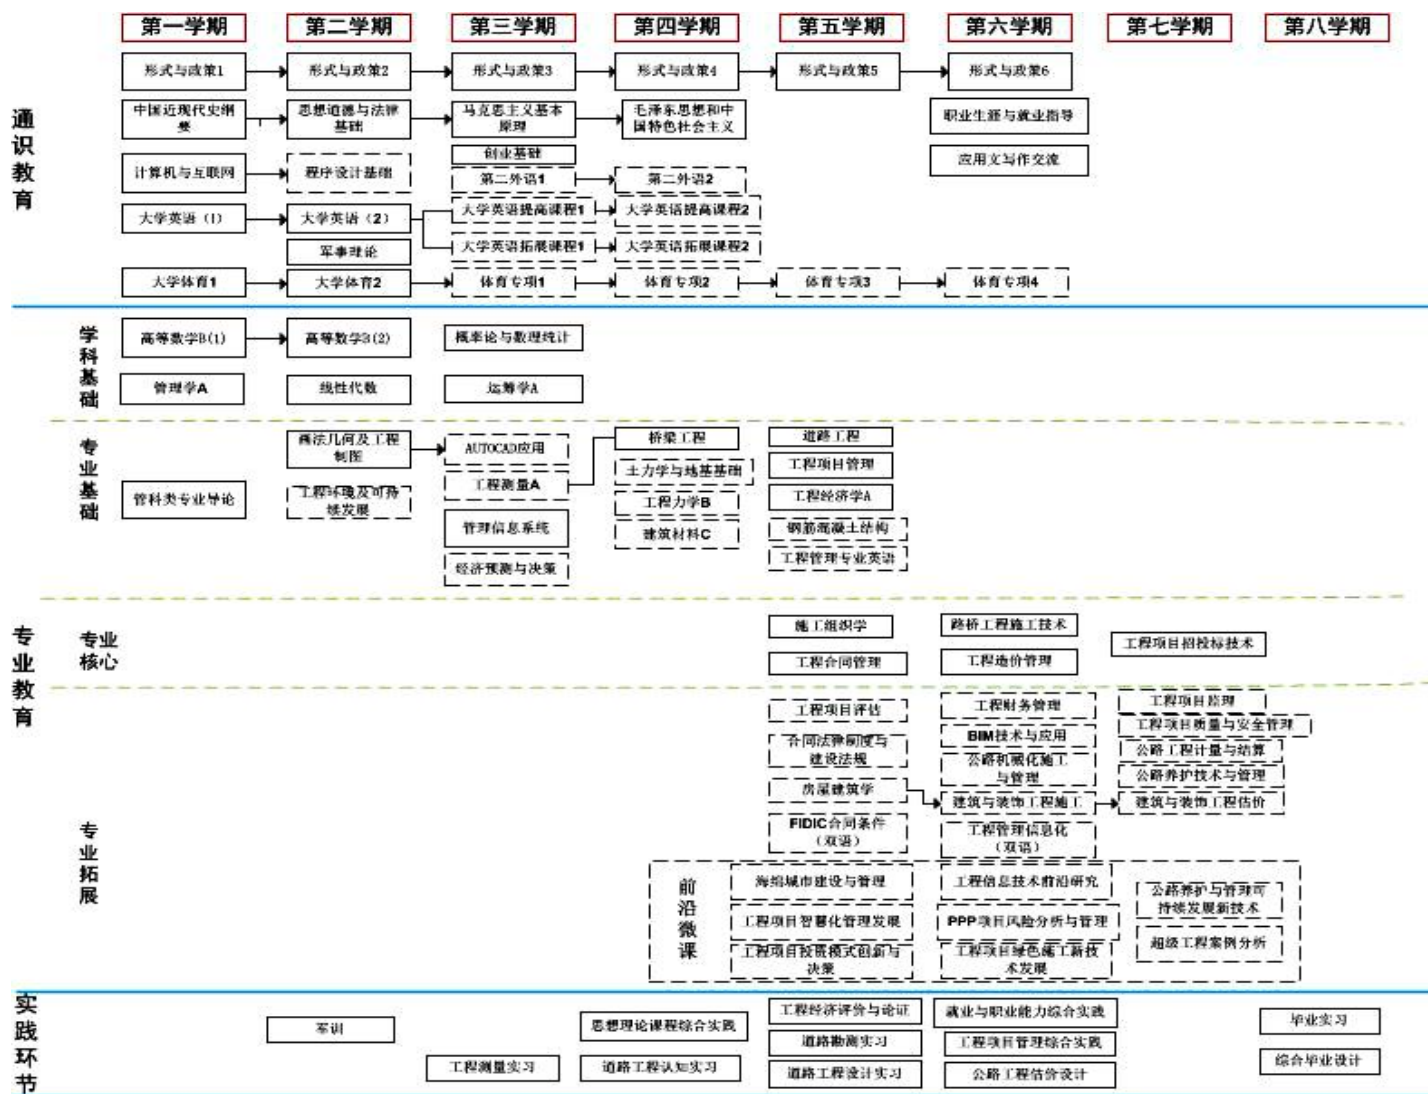 第一学期
第二学期
第三学期
第四学期
第五学期
第六学期
第七学期
第八学期
通识教育
形式与政策1
形式与政策2
形式与政策3
形式与政策4
形式与政策5
形式与政策6
中国近现代史纲
要
思想道德与法律
基础
马克思主义基本
原理
毛泽东思想和中
国特色社会主义
职业生涯与就业指导
创业基础
应用文写作交流
计算机与互联网
程序设计基础
第二外语1
第二外语2
大学英语（1）
大学英语（2）
大学英语提高课程1
大学英语提高课程2
军事理论
大学英语拓展课程1
大学英语拓展课程2
大学体育1
大学体育2
体育专项1
体育专项2
体育专项3
体育专项4
专业教育
学科基础
高等数学B(1)
高等数学B(2)
概率论与数理统计
管理学A
线性代数
运筹学A
专业基础
管科类专业导论
画法几何及工程
制图
工程环境及可持
续发展
AUTOCAD应用
工程测量A
管理信息系统
经济预测与决策
桥梁工程
土力学与地基基础
工程力学B
建筑材料C
道路工程
工程项目管理
工程经济学A
钢筋混凝土结构
工程管理专业英语
专业
核心
施工组织学
工程合同管理
路桥工程施工技术
工程造价管理
工程项目招投标技术
专业拓展
工程项目评估
合同法律制度与
建设法规
房屋建筑学
FIDIC合同条件
（双语）
工程财务管理
BIM技术与应用
公路机械化施工
与管理
建筑与装饰工程施工
工程管理信息化
（双语）
工程项目监理
工程项目质量与安全管理
公路工程计量与结算
公路养护技术与管理
建筑与装饰工程估价
前沿微课
海绵城市建设与管理
工程项目智慧化管理发展
工程项目投资模式创新与
决策
工程信息技术前沿研究
PPP项目风险分析与管理
工程项目绿色施工新技
术发展
公路养护与管理可
持续发展新技术
超级工程案例分析
实践环节
军训
工程测量实习
思想理论课程综合实践
道路工程认知实习
工程经济评价与论证
道路勘测实习
道路工程设计实习
就业与职业能力综合实践
工程项目管理综合实践
公路工程估价设计
毕业实习
综合毕业设计